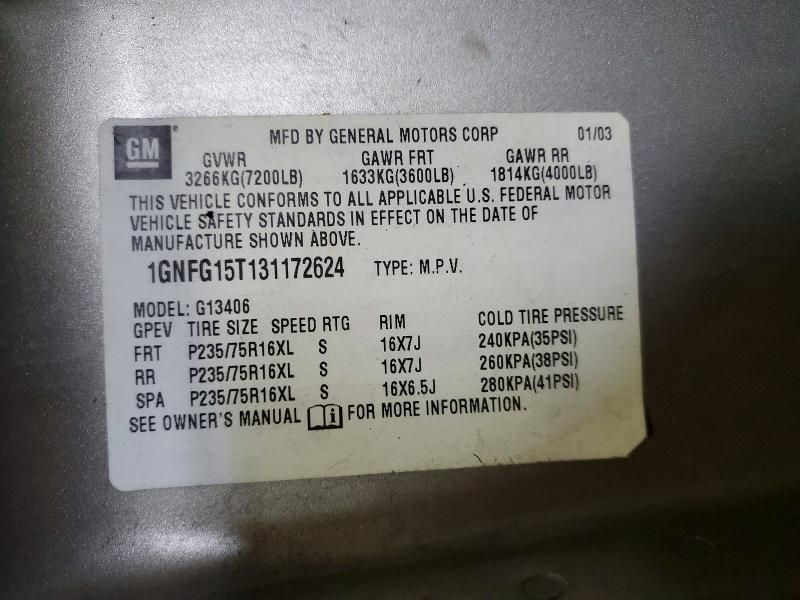 GM
MFD BY GENERAL MOTORS CORP 01/03
GVWR GAWR FRT GAWR RR
3266KG(7200LB) 1633KG(3600LB) 1814KG(4000LB)
THIS VEHICLE CONFORMS TO ALL APPLICABLE U.S. FEDERAL MOTOR
VEHICLE SAFETY STANDARDS IN EFFECT ON THE DATE OF
MANUFACTURE SHOWN ABOVE.
1GNFG15T131172624 TYPE: M.P.V.
MODEL: G13406
GPEV TIRE SIZE SPEED RTG RIM COLD TIRE PRESSURE
FRT P235/75R16XL S 16X7J 240KPA(35PSI)
RR P235/75R16XL S 16X7J 260KPA(38PSI)
SPA P235/75R16XL S 16X6.5J 280KPA(41PSI)
SEE OWNER'S MANUAL i FOR MORE INFORMATION.